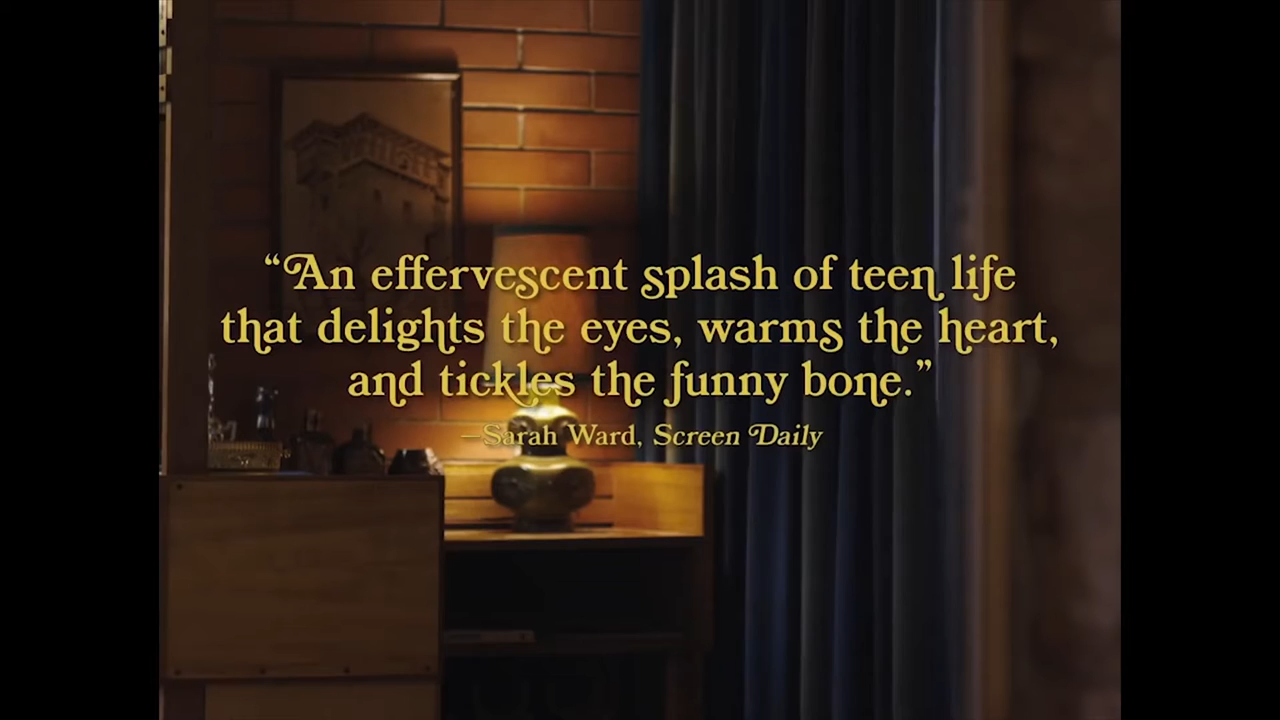 “An effervescent splash of teen life
that delights the eyes, warms the heart,
and tickles the funny bone.”
—Sarah Ward, Screen Daily